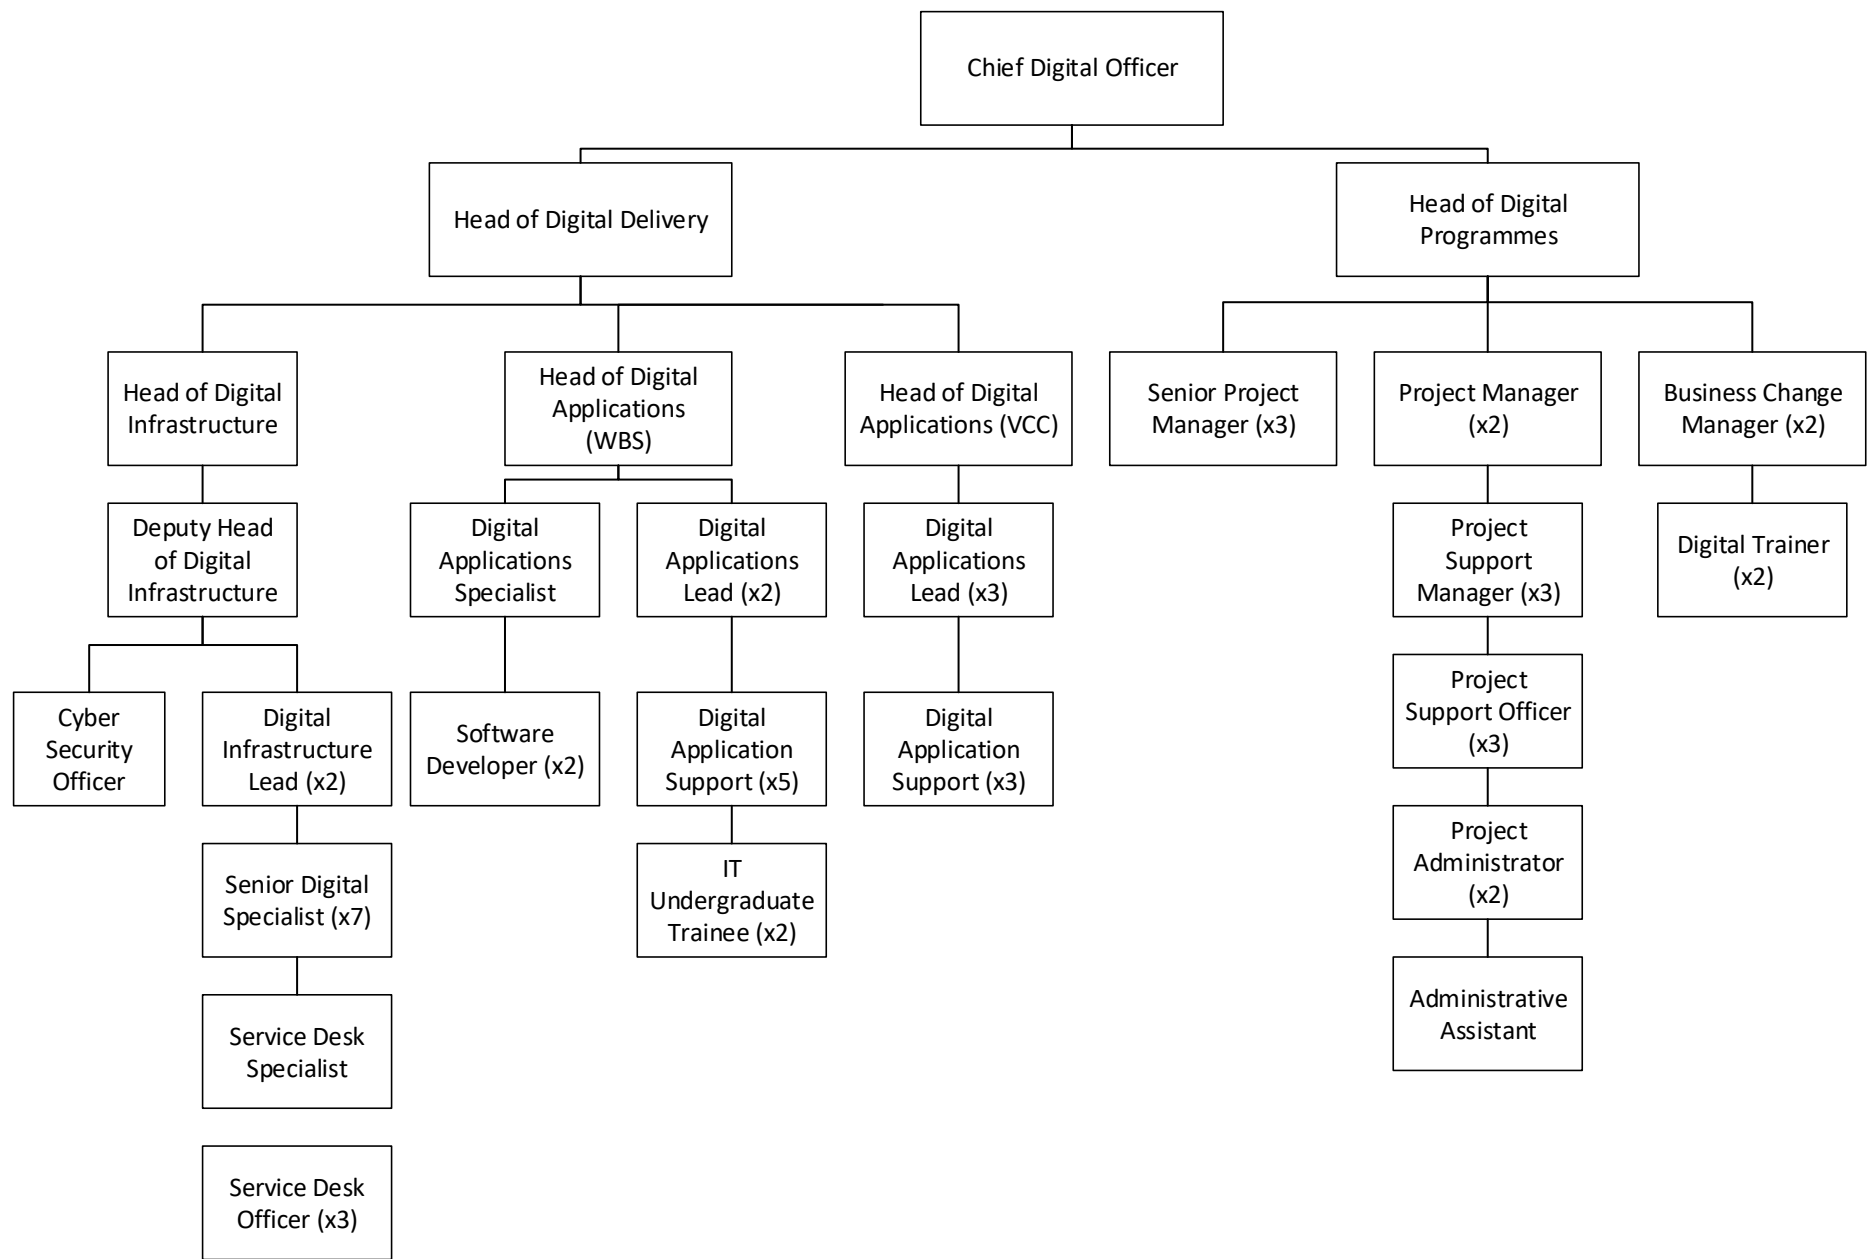 Chief Digital Officer
Head of Digital Delivery
Head of Digital
Programmes
Head of Digital
Infrastructure
Head of Digital
Applications
(WBS)
Head of Digital
Applications (VCC)
Senior Project
Manager (x3)
Project Manager
(x2)
Business Change
Manager (x2)
Deputy Head
of Digital
Infrastructure
Digital
Applications
Specialist
Digital
Applications
Lead (x2)
Digital
Applications
Lead (x3)
Project
Support
Manager (x3)
Digital Trainer
(x2)
Cyber
Security
Officer
Digital
Infrastructure
Lead (x2)
Software
Developer (x2)
Digital
Application
Support (x5)
Digital
Application
Support (x3)
Project
Support Officer
(x3)
Senior Digital
Specialist (x7)
IT
Undergraduate
Trainee (x2)
Project
Administrator
(x2)
Service Desk
Specialist
Administrative
Assistant
Service Desk
Officer (x3)